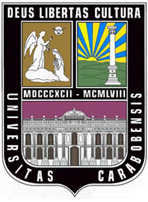 DEUS LIBERTAS CULTURA
MDCCCXCII - MCMLVIII
UNIVERSITAS CARABOBENSIS